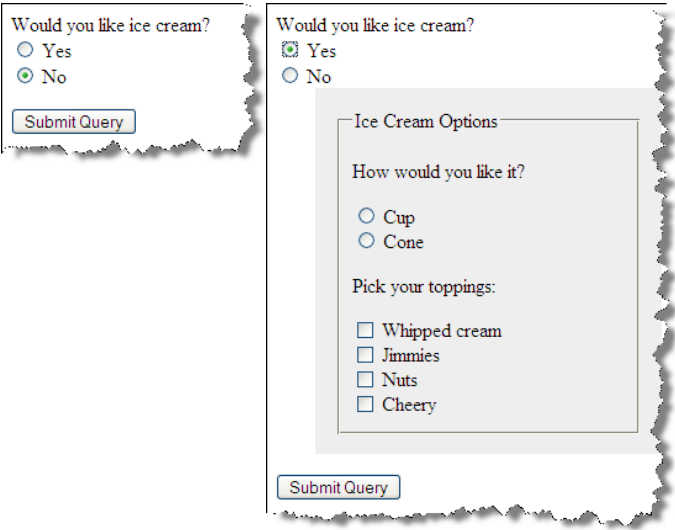 Would you like ice cream?
Yes
No
Submit Query
Would you like ice cream?
Yes
No
Ice Cream Options
How would you like it?
Cup
Cone
Pick your toppings:
Whipped cream
Jimmies
Nuts
Cheery
Submit Query